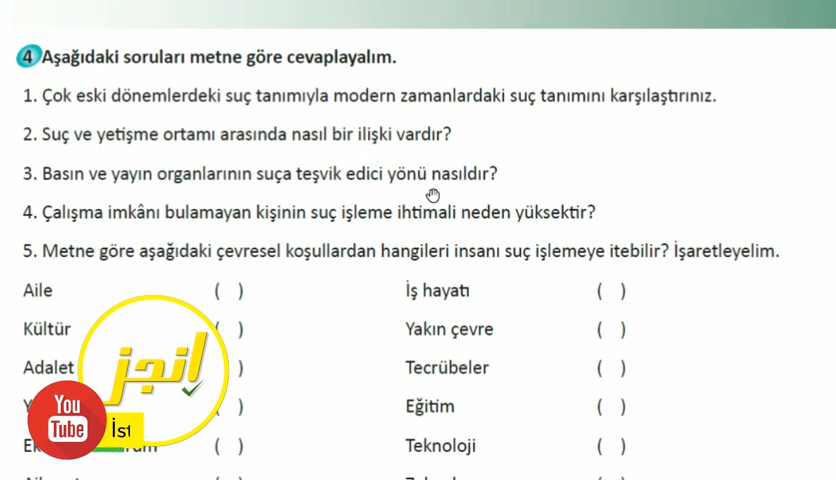 4 Aşağıdaki soruları metne göre cevaplayalım.
1. Çok eski dönemlerdeki suç tanımıyla modern zamanlardaki suç tanımını karşılaştırınız.
2. Suç ve yetişme ortamı arasında nasıl bir ilişki vardır?
3. Basın ve yayın organlarının suça teşvik edici yönü nasıldır?
4. Çalışma imkânı bulamayan kişinin suç işleme ihtimali neden yüksektir?
5. Metne göre aşağıdaki çevresel koşullardan hangileri insanı suç işlemeye itebilir? İşaretleyelim.
Aile ( ) İş hayatı ( )
Kültür ( ) Yakın çevre ( )
Adalet ( ) Tecrübeler ( )
( ) Eğitim ( )
( ) Teknoloji ( )
انجز
You
Tube
İst